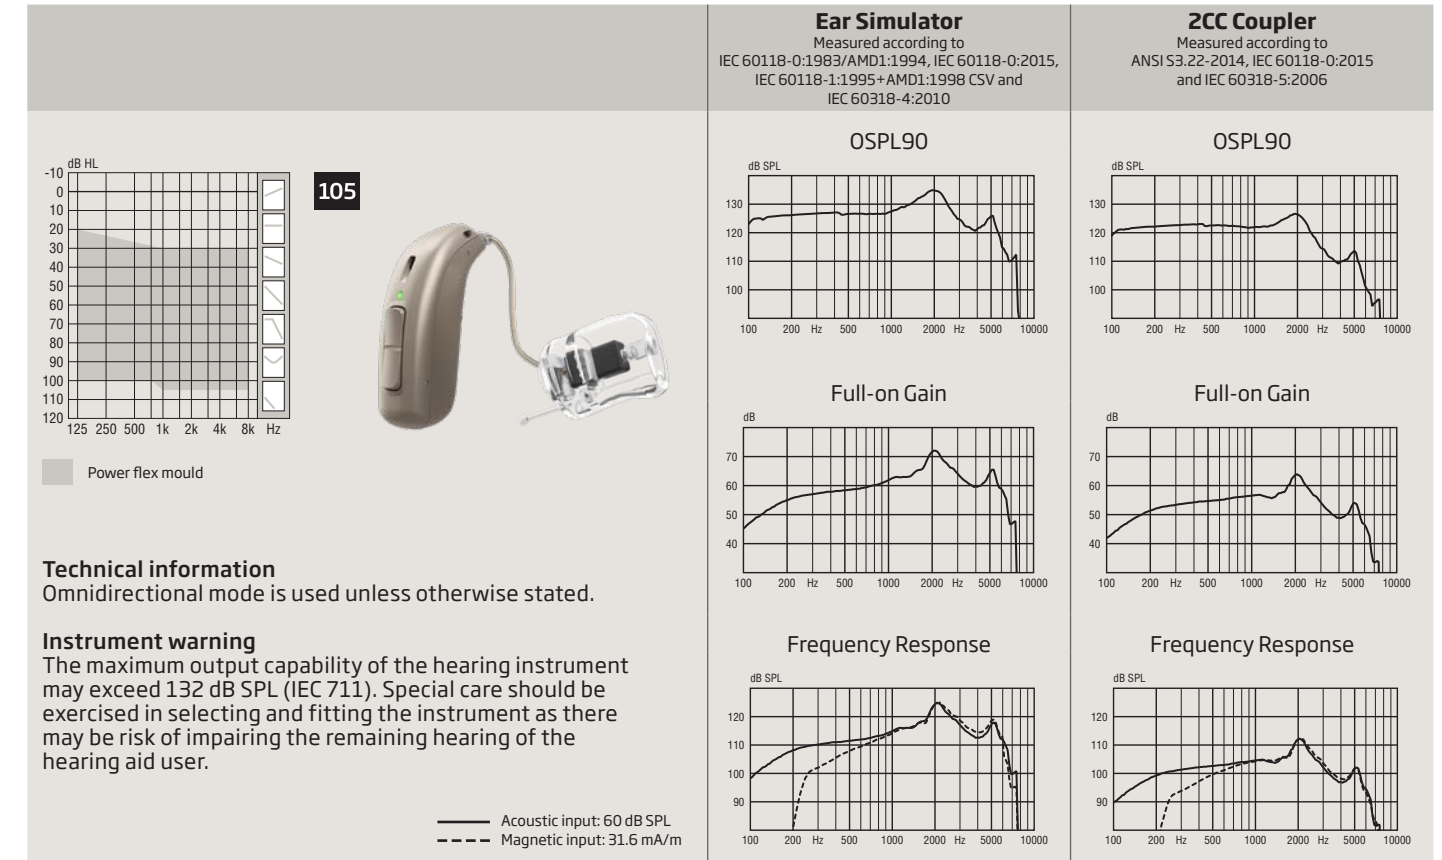 Ear Simulator
Measured according to
IEC 60118-0:1983/AMD1:1994, IEC 60118-0:2015,
IEC 60118-1:1995+AMD1:1998 CSV and
IEC 60318-4:2010
2CC Coupler
Measured according to
ANSI S3.22-2014, IEC 60118-0:2015
and IEC 60318-5:2006
dB HL
-10
0
10
20
30
40
50
60
70
80
90
100
110
120
125 250 500 1k 2k 4k 8k Hz
105
Power flex mould
Technical information
Omnidirectional mode is used unless otherwise stated.
Instrument warning
The maximum output capability of the hearing instrument
may exceed 132 dB SPL (IEC 711). Special care should be
exercised in selecting and fitting the instrument as there
may be risk of impairing the remaining hearing of the
hearing aid user.
Acoustic input: 60 dB SPL
Magnetic input: 31.6 mA/m
OSPL90
dB SPL
130
120
110
100
100 200 Hz 500 1000 2000 Hz 5000 10000
Full-on Gain
dB
70
60
50
40
100 200 Hz 500 1000 2000 Hz 5000 10000
Frequency Response
dB SPL
120
110
100
90
100 200 Hz 500 1000 2000 Hz 5000 10000
OSPL90
dB SPL
130
120
110
100
100 200 Hz 500 1000 2000 Hz 5000 10000
Full-on Gain
dB
70
60
50
40
100 200 Hz 500 1000 2000 Hz 5000 10000
Frequency Response
dB SPL
120
110
100
90
100 200 Hz 500 1000 2000 Hz 5000 10000